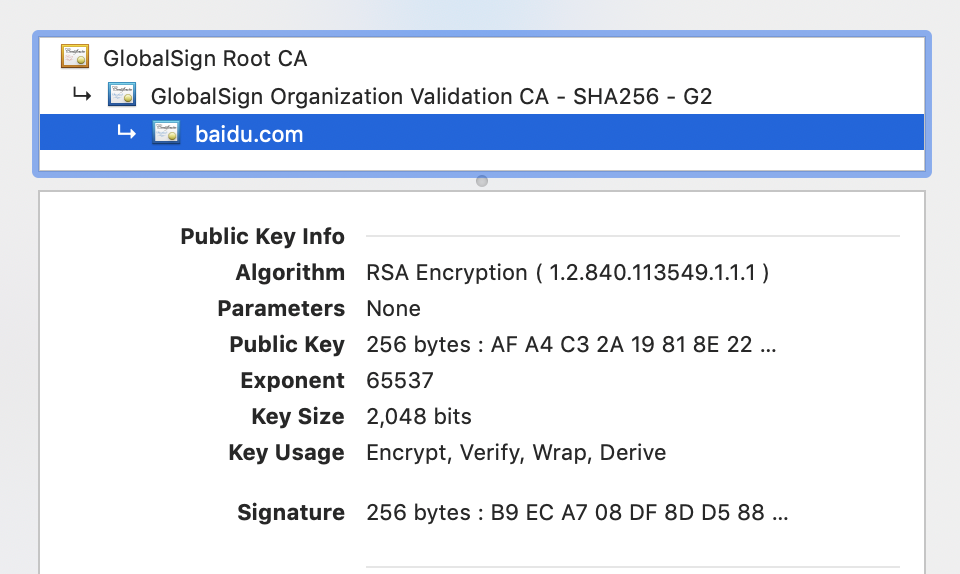 GlobalSign Root CA
GlobalSign Organization Validation CA - SHA256 - G2
baidu.com
Public Key Info
Algorithm RSA Encryption ( 1.2.840.113549.1.1.1 )
Parameters None
Public Key 256 bytes : AF A4 C3 2A 19 81 8E 22 ...
Exponent 65537
Key Size 2,048 bits
Key Usage Encrypt, Verify, Wrap, Derive
Signature 256 bytes : B9 EC A7 08 DF 8D D5 88 ...